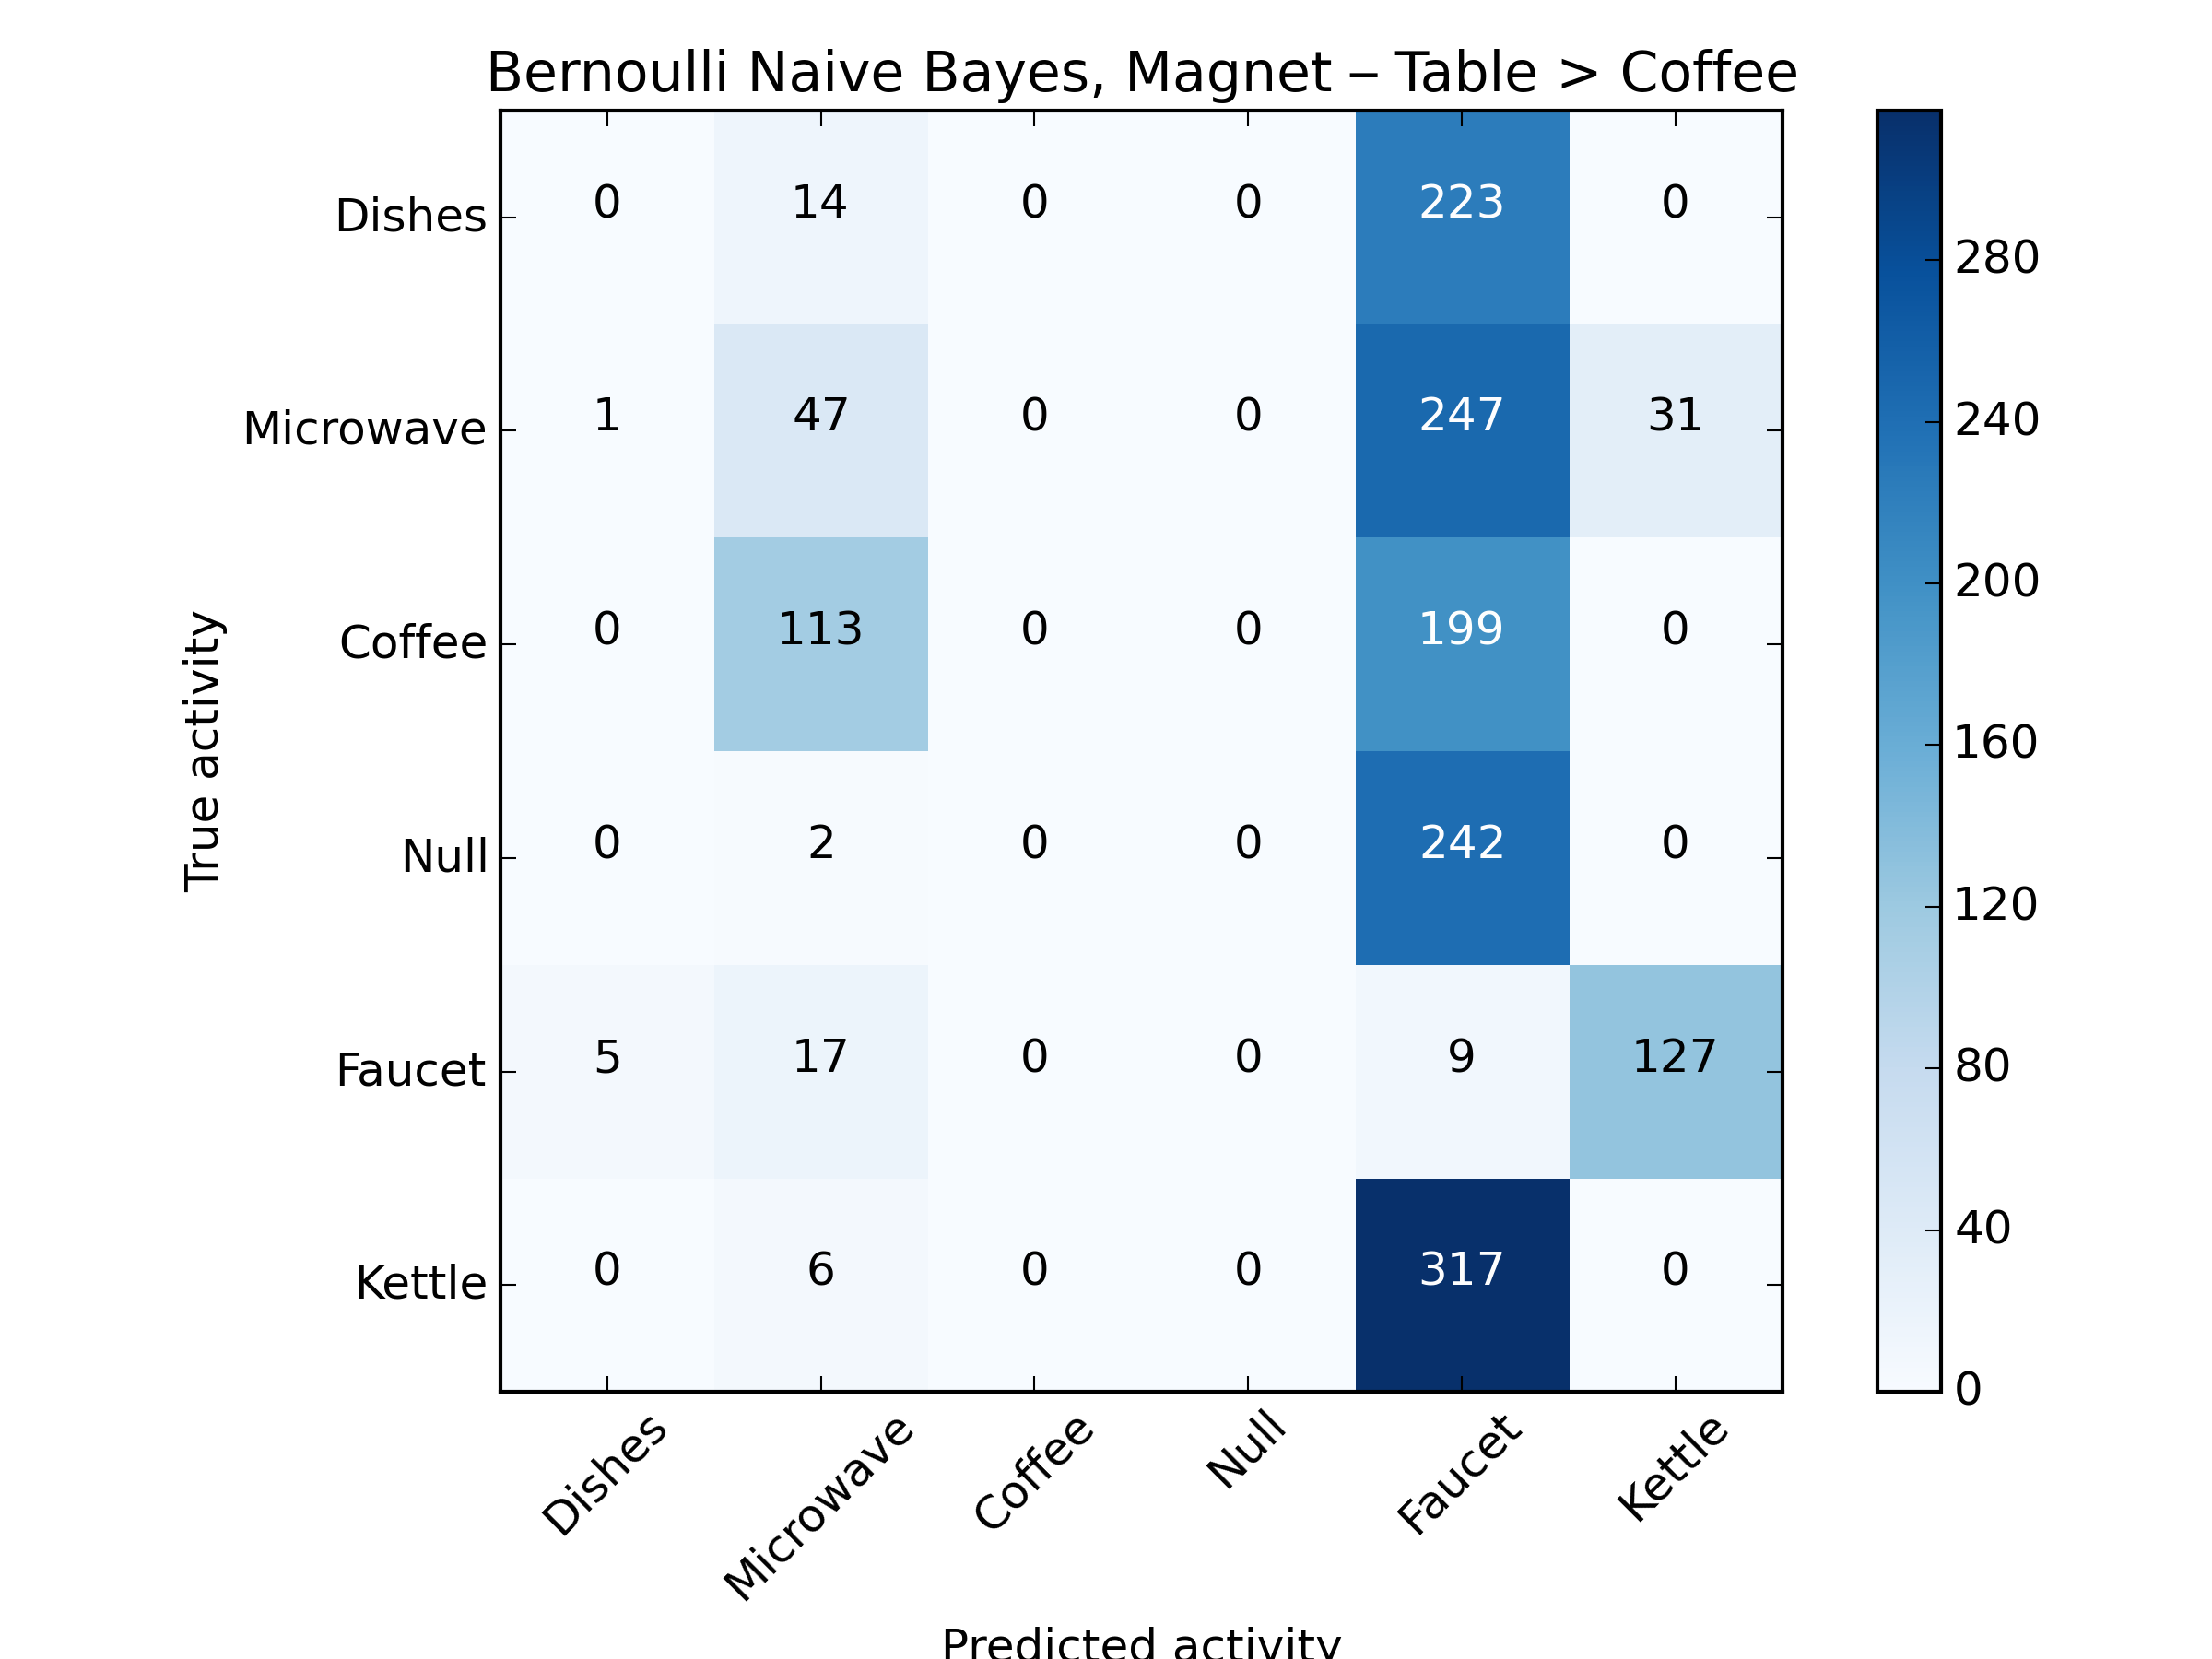 Bernoulli Naive Bayes, Magnet – Table > Coffee
Dishes 0 14 0 0 223 0
Microwave 1 47 0 0 247 31
Coffee 0 113 0 0 199 0
Null 0 2 0 0 242 0
Faucet 5 17 0 0 9 127
Kettle 0 6 0 0 317 0
True activity
Dishes Microwave Coffee Null Faucet Kettle
Predicted activity
280
240
200
160
120
80
40
0